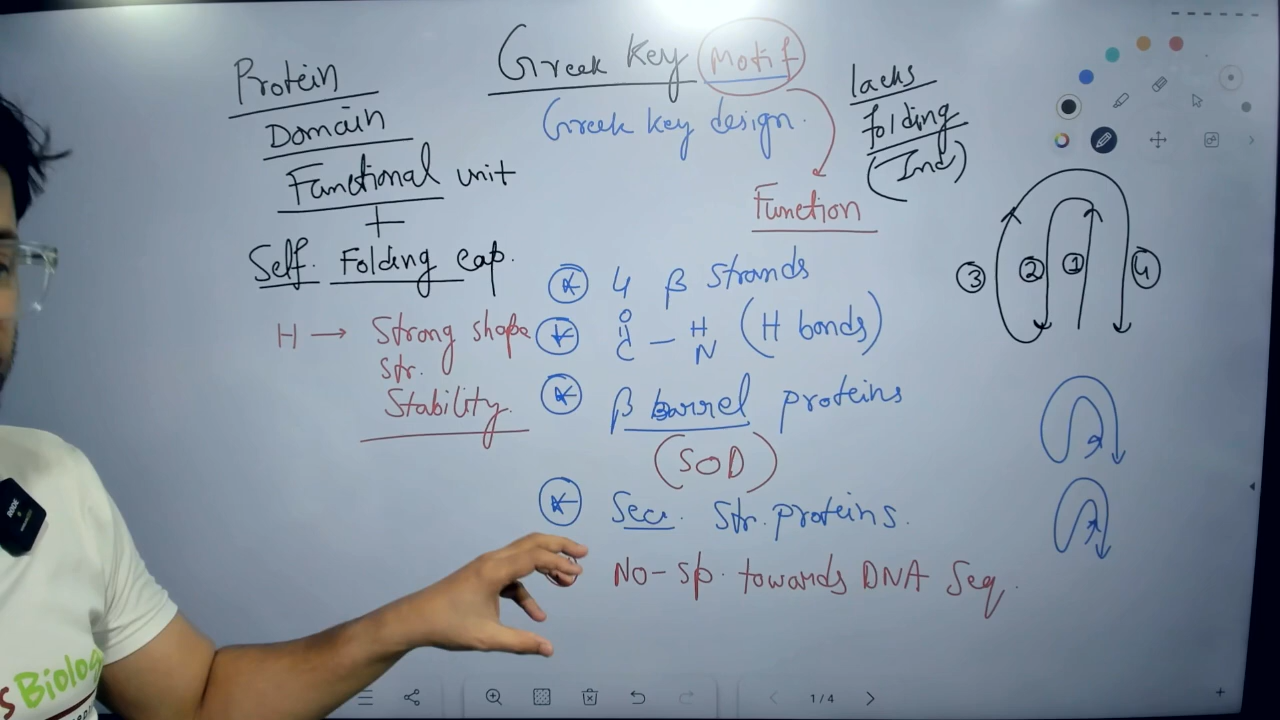 Greek Key Motif
Greek key design.
Protein
Domain
Functional unit
+
Self. Folding cap.
H → Strong shape
Str.
Stability.
lacks
folding
(Ind)
Function
4 β strands
O
=
C — H N (H bonds)
β barrel proteins
(SOD)
Sec. Str. proteins.
No-sp. towards DNA Seq.
3 2 1 4
Biolog
1/4